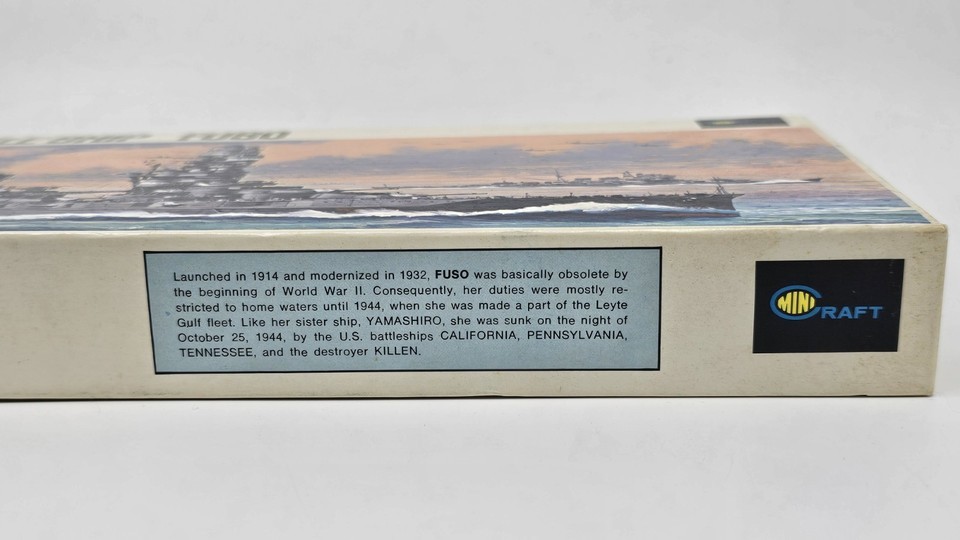 FUSO
Launched in 1914 and modernized in 1932, FUSO was basically obsolete by
the beginning of World War II. Consequently, her duties were mostly re-
stricted to home waters until 1944, when she was made a part of the Leyte
Gulf fleet. Like her sister ship, YAMASHIRO, she was sunk on the night of
October 25, 1944, by the U.S. battleships CALIFORNIA, PENNSYLVANIA,
TENNESSEE, and the destroyer KILLEN.
MINI CRAFT